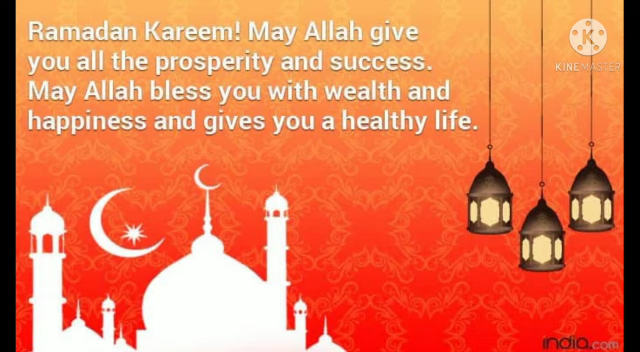 Ramadan Kareem! May Allah give
you all the prosperity and success.
May Allah bless you with wealth and
happiness and gives you a healthy life.
K
KINEMASTER
india.com